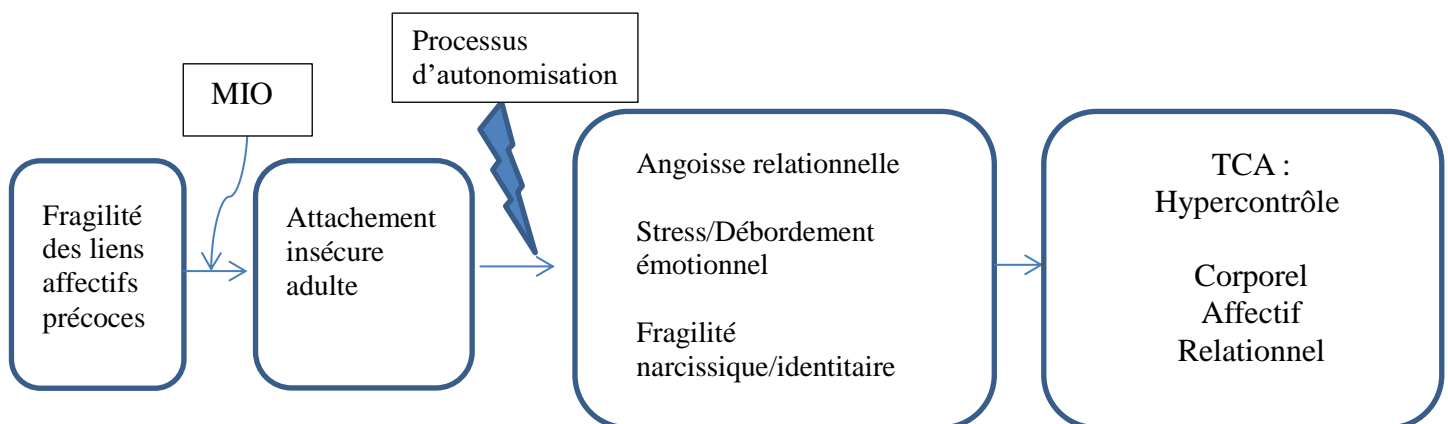 Processus
d’autonomisation
MIO
Fragilité
des liens
affectifs
précoces
Attachement
insécure
adulte
Angoisse relationnelle
Stress/Débordement
émotionnel
Fragilité
narcissique/identitaire
TCA :
Hypercontrôle
Corporel
Affectif
Relationnel